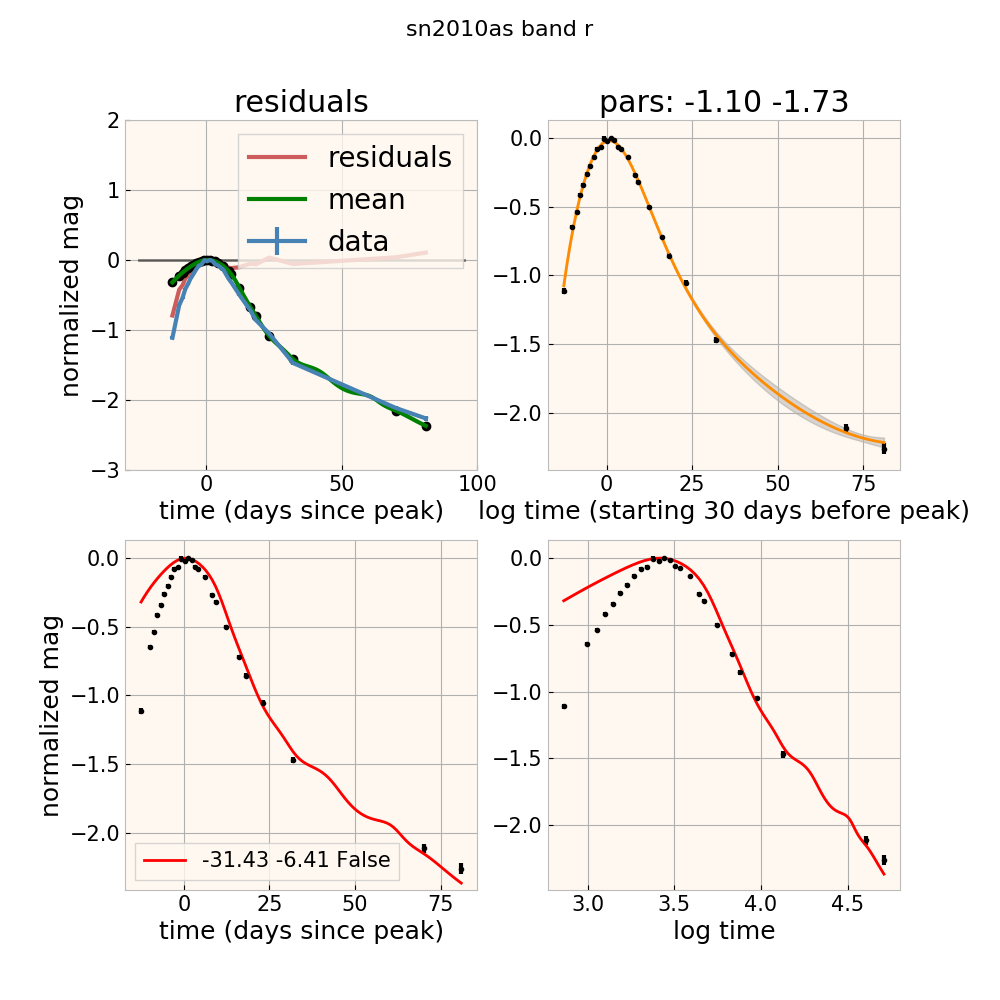 sn2010as band r
residuals
pars: -1.10 -1.73
normalized mag
2
1
0
−1
−2
−3
residuals
mean
data
0
50
100
time (days since peak)
0.0
−0.5
−1.0
−1.5
−2.0
0
25
50
75
log time (starting 30 days before peak)
normalized mag
0.0
−0.5
−1.0
−1.5
−2.0
-31.43 -6.41 False
0
25
50
75
time (days since peak)
0.0
−0.5
−1.0
−1.5
−2.0
3.0
3.5
4.0
4.5
log time